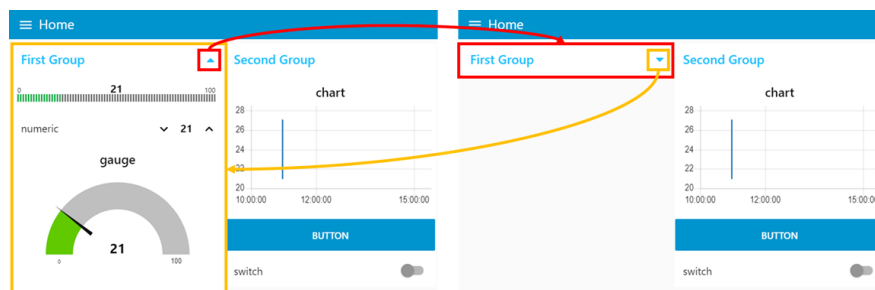 Home
First Group
0 21 100
numeric 21
gauge
21
0 100
Second Group
chart
28
26
24
22
20
10:00:00 12:00:00 15:00:00
BUTTON
switch
Home
First Group
Second Group
chart
28
26
24
22
20
10:00:00 12:00:00 15:00:0
BUTTON
switch